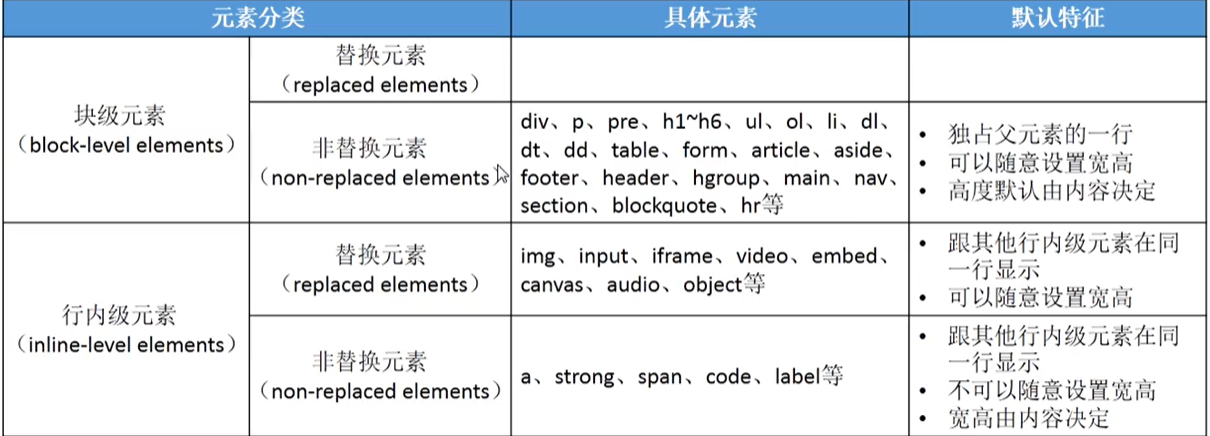 元素分类
具体元素
默认特征
块级元素
（block-level elements）
替换元素
（replaced elements）
非替换元素
（non-replaced elements）
div、p、pre、h1~h6、ul、ol、li、dl、
dt、dd、table、form、article、aside、
footer、header、hgroup、main、nav、
section、blockquote、hr等
• 独占父元素的一行
• 可以随意设置宽高
• 高度默认由内容决定
行内级元素
（inline-level elements）
替换元素
（replaced elements）
img、input、iframe、video、embed、
canvas、audio、object等
• 跟其他行内级元素在同
一行显示
• 可以随意设置宽高
非替换元素
（non-replaced elements）
a、strong、span、code、label等
• 跟其他行内级元素在同
一行显示
• 不可以随意设置宽高
• 宽高由内容决定